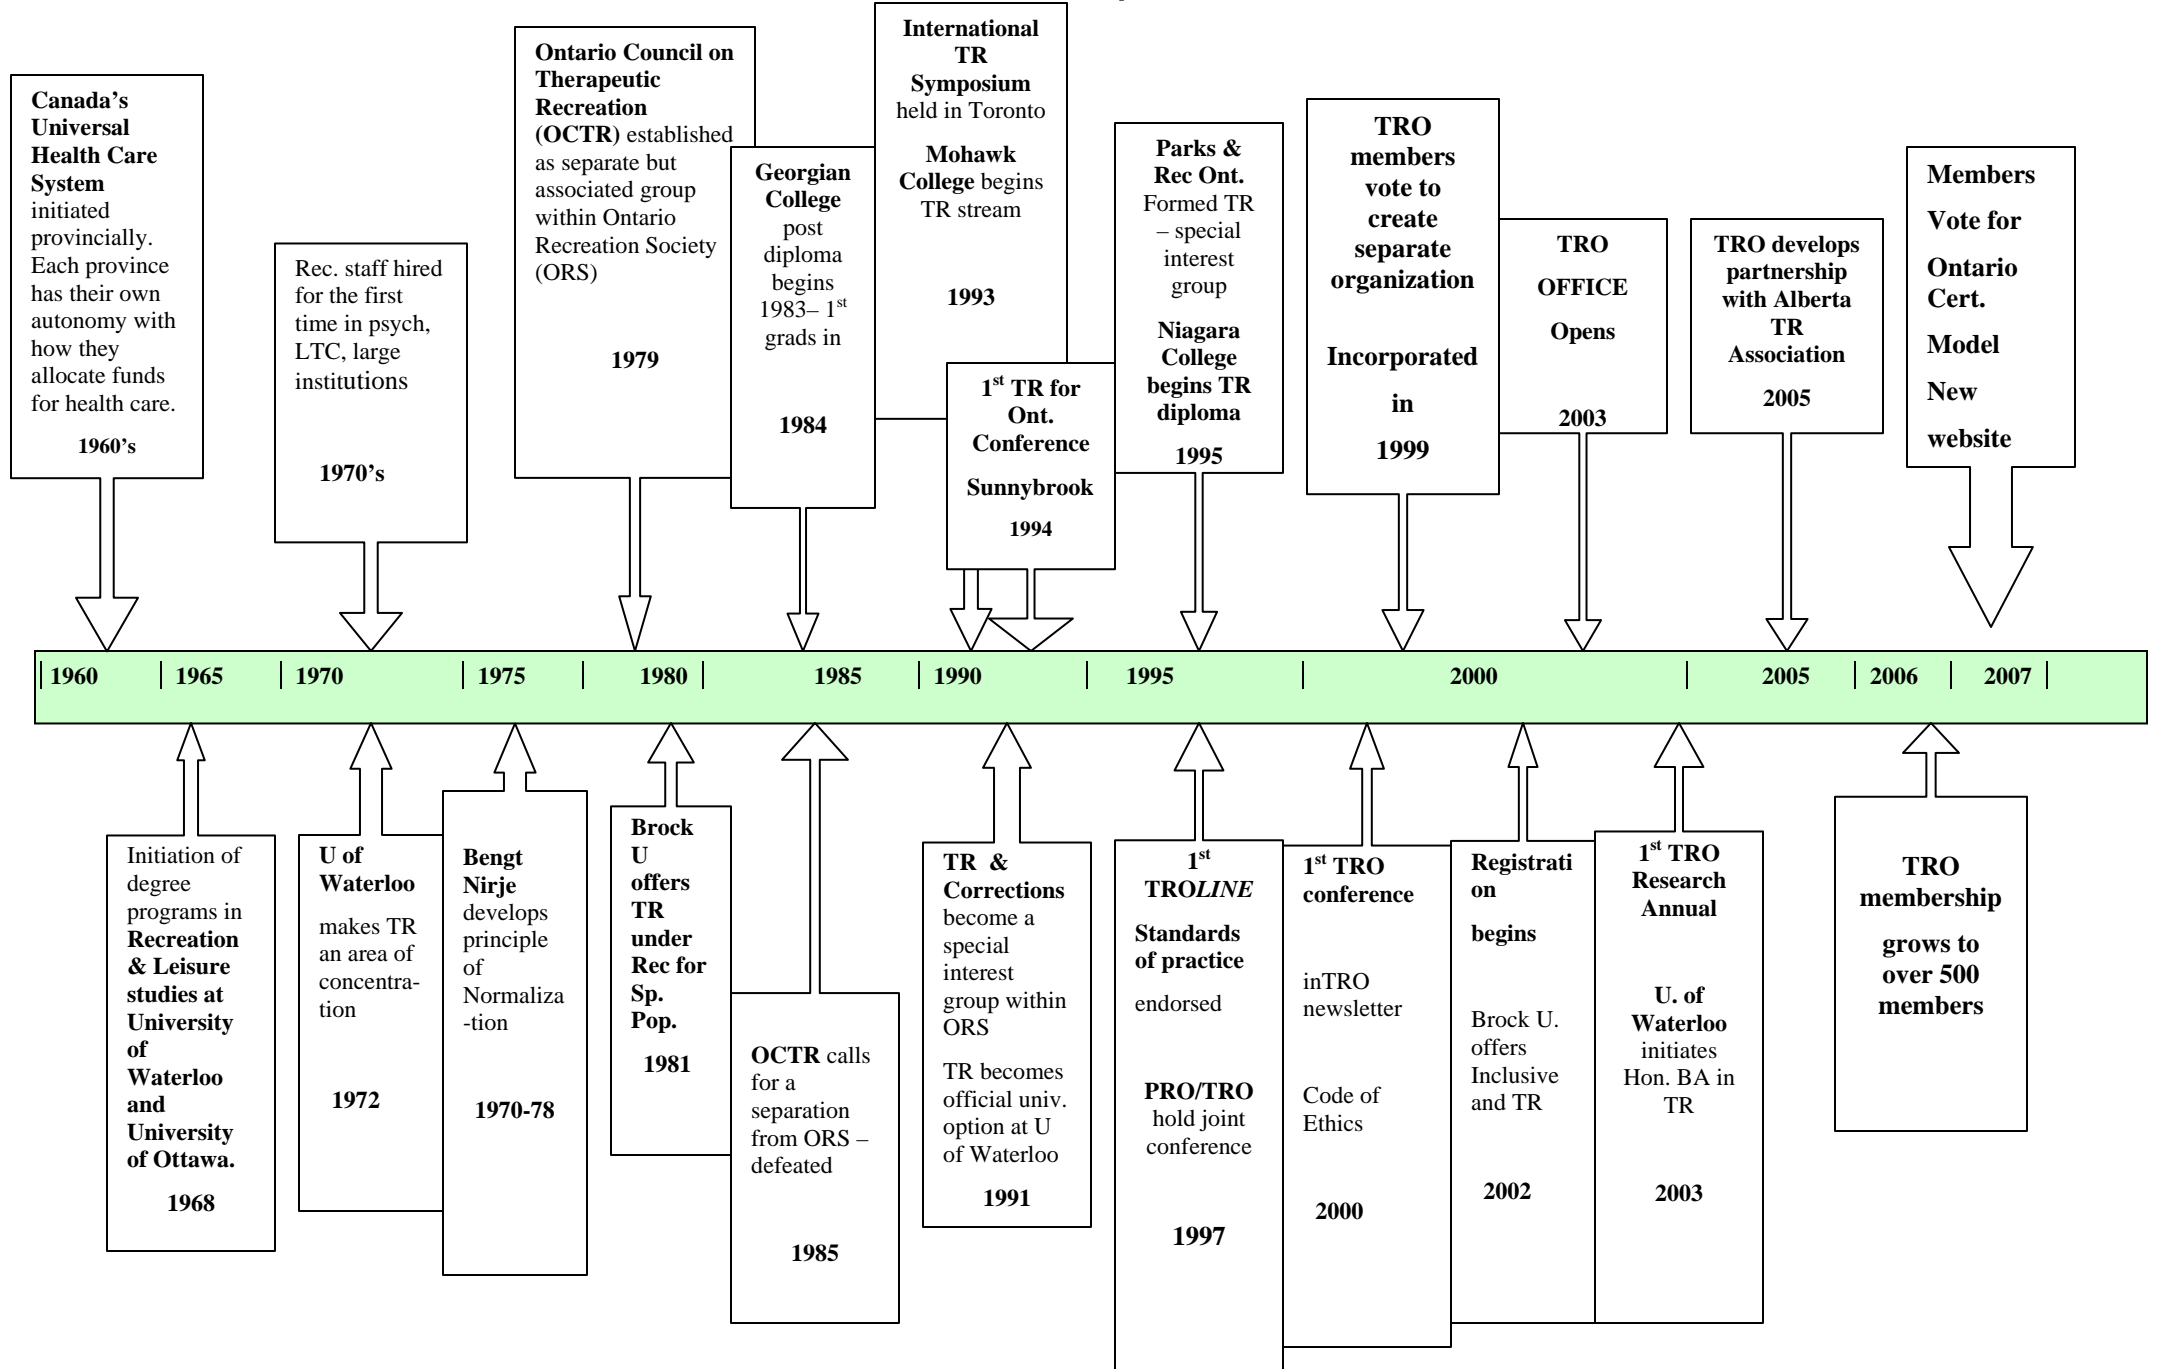 Canada’s
Universal
Health Care
System
initiated
provincially.
Each province
has their own
autonomy with
how they
allocate funds
for health care.
1960’s
Rec. staff hired
for the first
time in psych,
LTC, large
institutions
1970’s
Ontario Council on
Therapeutic
Recreation
(OCTR) established
as separate but
associated group
within Ontario
Recreation Society
(ORS)
1979
Georgian
College
post
diploma
begins
1983– 1st
grads in
1984
International
TR
Symposium
held in Toronto
Mohawk
College begins
TR stream
1993
1st TR for
Ont.
Conference
Sunnybrook
1994
Parks &
Rec Ont.
Formed TR
– special
interest
group
Niagara
College
begins TR
diploma
1995
TRO
members
vote to
create
separate
organization
Incorporated
in
1999
TRO
OFFICE
Opens
2003
TRO develops
partnership
with Alberta
TR
Association
2005
Members
Vote for
Ontario
Cert.
Model
New
website
1960 1965 1970 1975 1980 1985 1990 1995 2000 2005 2006 2007
Initiation of
degree
programs in
Recreation
& Leisure
studies at
University
of
Waterloo
and
University
of Ottawa.
1968
U of
Waterloo
makes TR
an area of
concentra-
tion
1972
Bengt
Nirje
develops
principle
of
Normaliza
-tion
1970-78
Brock
U
offers
TR
under
Rec for
Sp.
Pop.
1981
OCTR calls
for a
separation
from ORS –
defeated
1985
TR &
Corrections
become a
special
interest
group within
ORS
TR becomes
official univ.
option at U
of Waterloo
1991
1st
TROLINE
Standards
of practice
endorsed
PRO/TRO
hold joint
conference
1997
1st TRO
conference
inTRO
newsletter
Code of
Ethics
2000
Registrati
on
begins
Brock U.
offers
Inclusive
and TR
2002
1st TRO
Research
Annual
U. of
Waterloo
initiates
Hon. BA in
TR
2003
TRO
membership
grows to
over 500
members